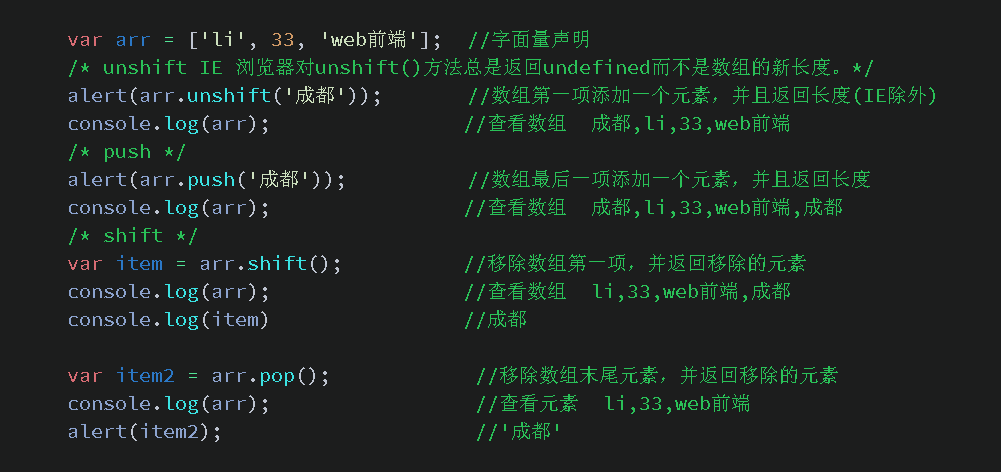 var arr = ['li', 33, 'web前端'];  //字面量声明
/* unshift IE 浏览器对unshift()方法总是返回undefined而不是数组的新长度。*/
alert(arr.unshift('成都'));       //数组第一项添加一个元素，并且返回长度(IE除外)
console.log(arr);                //查看数组  成都,li,33,web前端
/* push */
alert(arr.push('成都'));          //数组最后一项添加一个元素，并且返回长度
console.log(arr);                //查看数组  成都,li,33,web前端,成都
/* shift */
var item = arr.shift();          //移除数组第一项，并返回移除的元素
console.log(arr);                //查看数组  li,33,web前端,成都
console.log(item)                //成都
var item2 = arr.pop();            //移除数组末尾元素，并返回移除的元素
console.log(arr);                 //查看元素  li,33,web前端
alert(item2);                     //'成都'